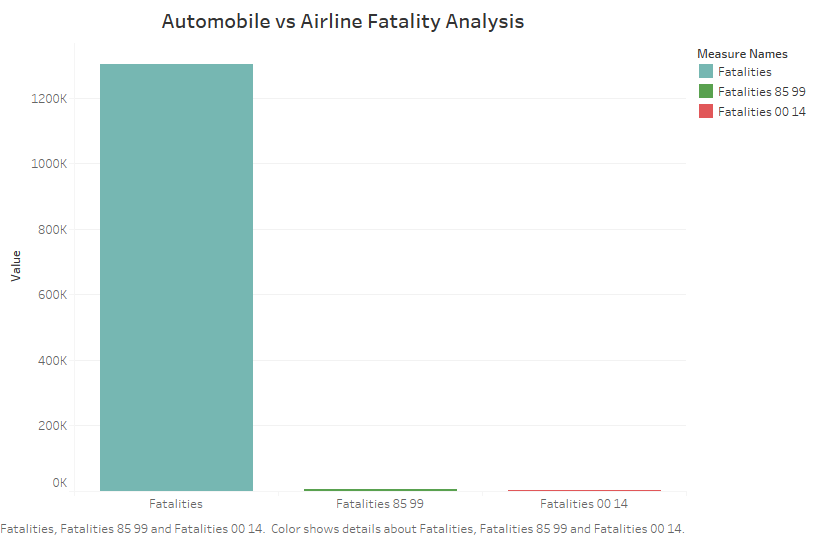 Automobile vs Airline Fatality Analysis
Measure Names
Fatalities
Fatalities 85 99
Fatalities 00 14
1200K
1000K
800K
600K
400K
200K
0K
Value
Fatalities
Fatalities 85 99
Fatalities 00 14
Fatalities, Fatalities 85 99 and Fatalities 00 14. Color shows details about Fatalities, Fatalities 85 99 and Fatalities 00 14.